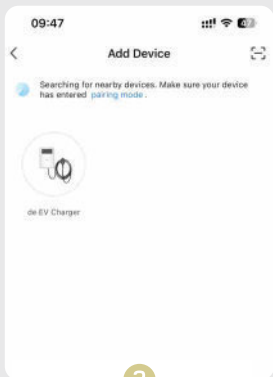 09:47
Add Device
Searching for nearby devices. Make sure your device
has entered pairing mode.
de EV Charger